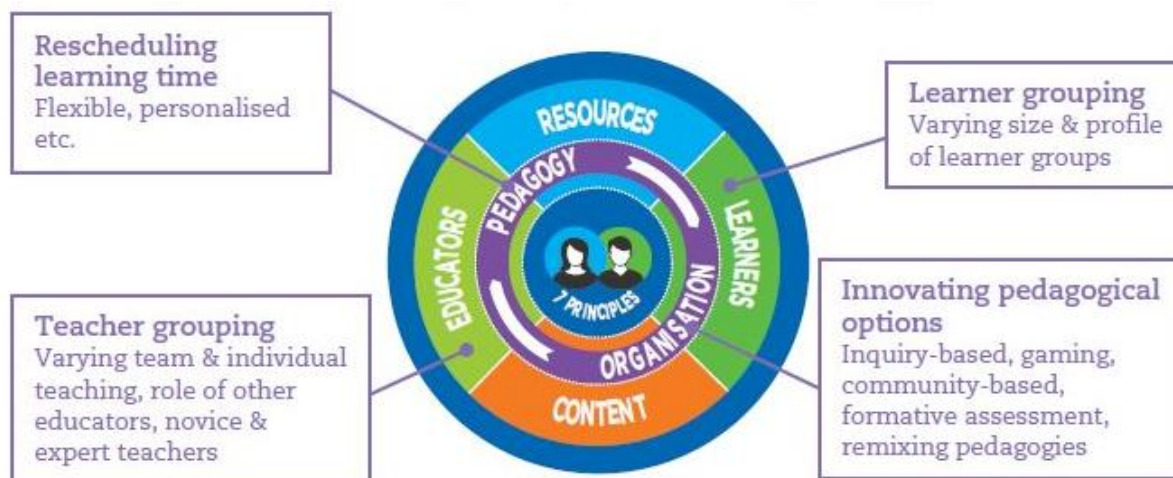 Rescheduling
learning time
Flexible, personalised
etc.
Learner grouping
Varying size & profile
of learner groups
RESOURCES
PEDAGOGY
EDUCATORS
LEARNERS
7 PRINCIPLES
ORGANISATION
CONTENT
Teacher grouping
Varying team & individual
teaching, role of other
educators, novice &
expert teachers
Innovating pedagogical
options
Inquiry-based, gaming,
community-based,
formative assessment,
remixing pedagogies